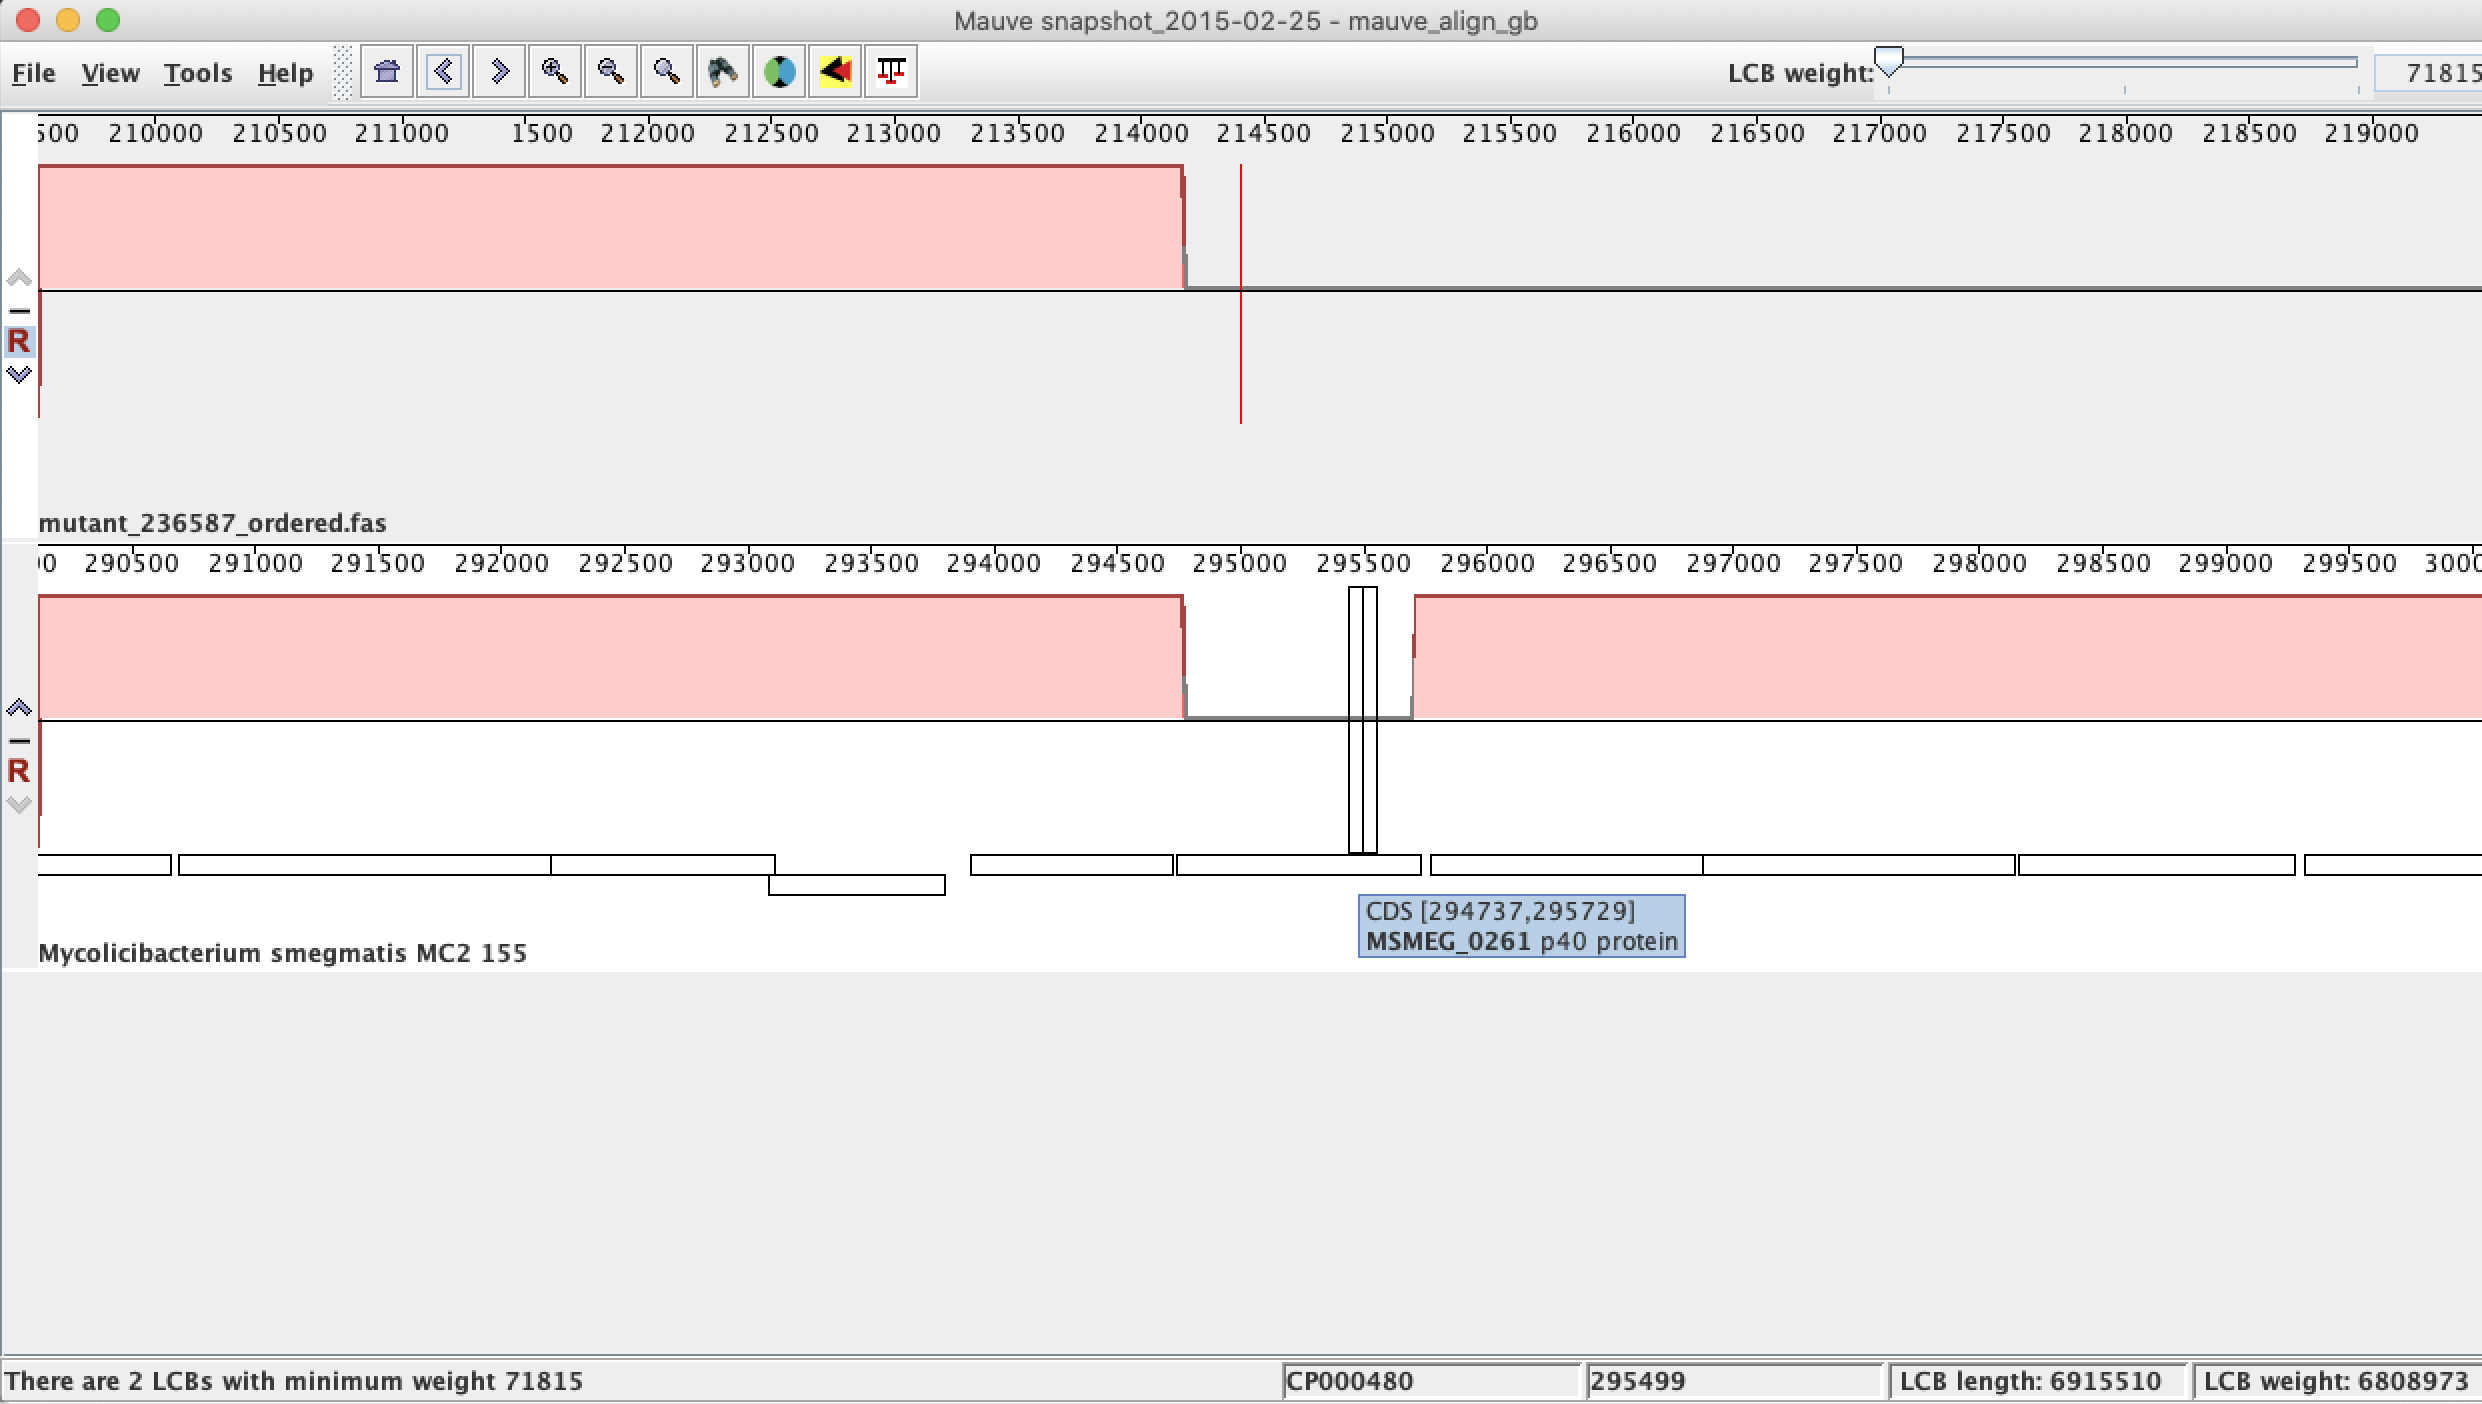 Mauve snapshot_2015-02-25 - mauve_align_gb
File View Tools Help
LCB weight: 71815
500 210000 210500 211000 1500 212000 212500 213000 213500 214000 214500 215000 215500 216000 216500 217000 217500 218000 218500 219000
R
mutant_236587_ordered.fas
00 290500 291000 291500 292000 292500 293000 293500 294000 294500 295000 295500 296000 296500 297000 297500 298000 298500 299000 299500 3000
R
CDS [294737,295729]
MSMEG_0261 p40 protein
Mycolicibacterium smegmatis MC2 155
There are 2 LCBs with minimum weight 71815 CP000480 295499 LCB length: 6915510 LCB weight: 6808973